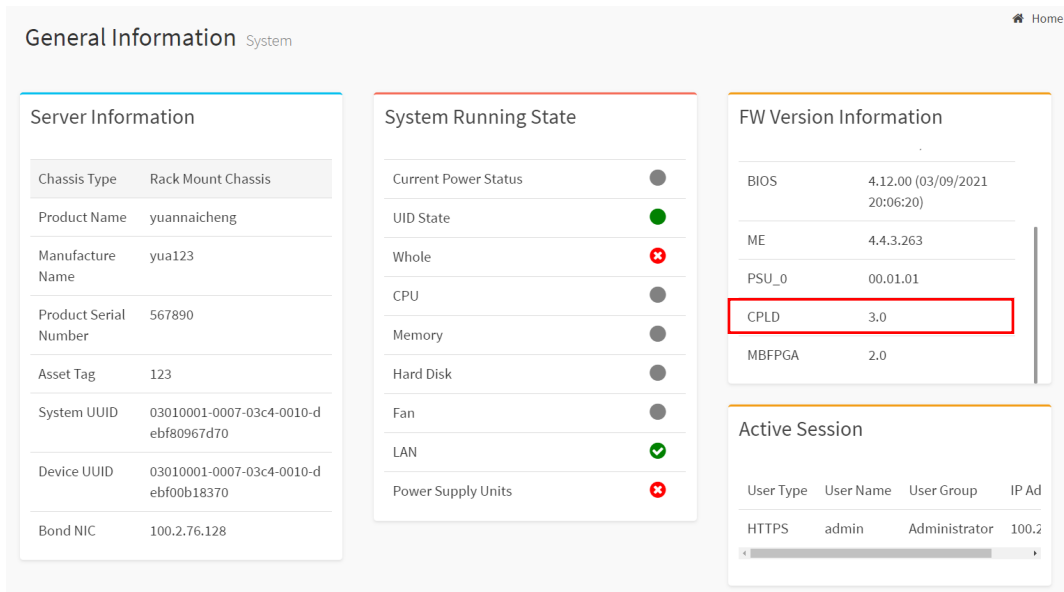 Home
General Information System
Server Information
Chassis Type Rack Mount Chassis
Product Name yuannaicheng
Manufacture yua123
Name
Product Serial 567890
Number
Asset Tag 123
System UUID 03010001-0007-03c4-0010-d
ebf80967d70
Device UUID 03010001-0007-03c4-0010-d
ebf00b18370
Bond NIC 100.2.76.128
System Running State
Current Power Status
UID State
Whole
CPU
Memory
Hard Disk
Fan
LAN
Power Supply Units
FW Version Information
BIOS 4.12.00 (03/09/2021
20:06:20)
ME 4.4.3.263
PSU_0 00.01.01
CPLD 3.0
MBFPGA 2.0
Active Session
User Type User Name User Group IP Ad
HTTPS admin Administrator 100.2